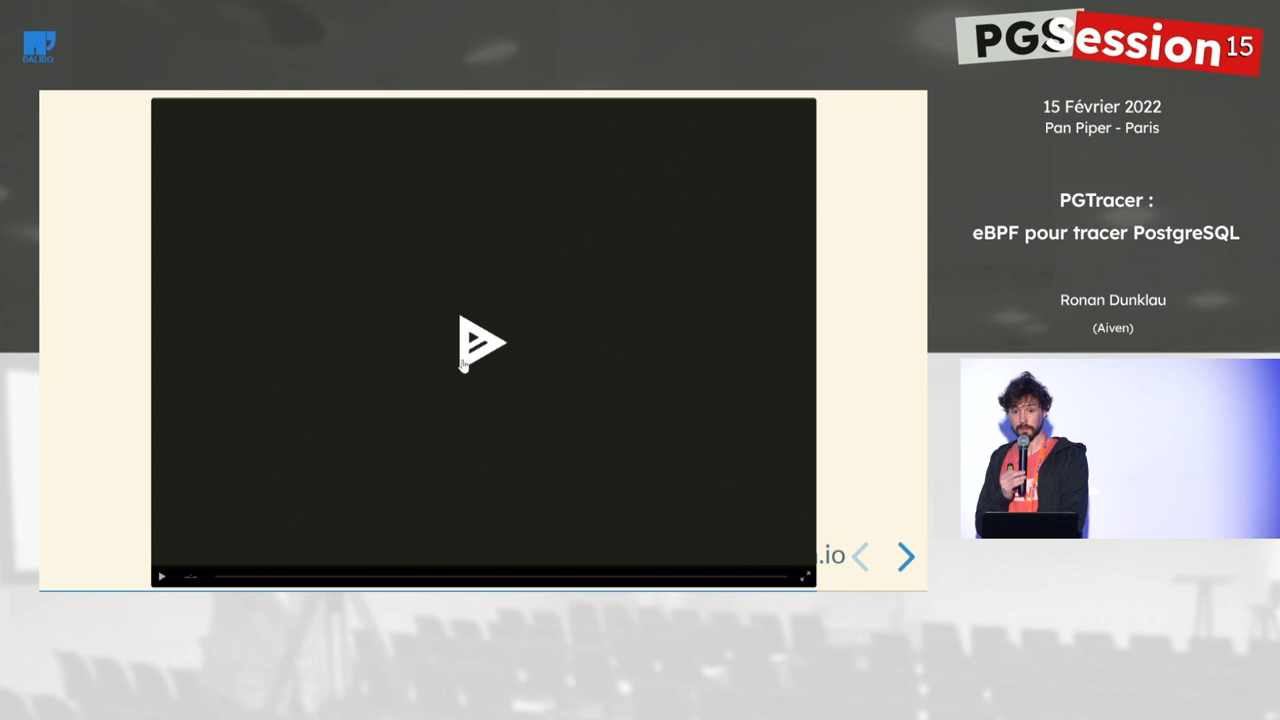 DALIBO
PGSession 15
15 Février 2022
Pan Piper - Paris
PGTracer :
eBPF pour tracer PostgreSQL
Ronan Dunklau
(Aiven)
--:--
.io